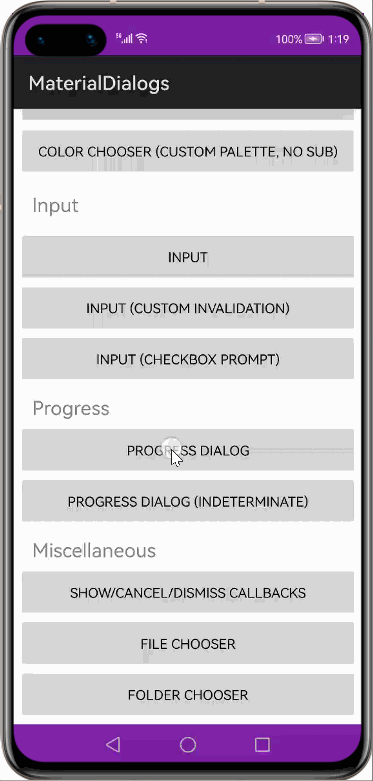 100% 1:19
MaterialDialogs
COLOR CHOOSER (CUSTOM PALETTE, NO SUB)
Input
INPUT
INPUT (CUSTOM INVALIDATION)
INPUT (CHECKBOX PROMPT)
Progress
PROGRESS DIALOG
PROGRESS DIALOG (INDETERMINATE)
Miscellaneous
SHOW/CANCEL/DISMISS CALLBACKS
FILE CHOOSER
FOLDER CHOOSER